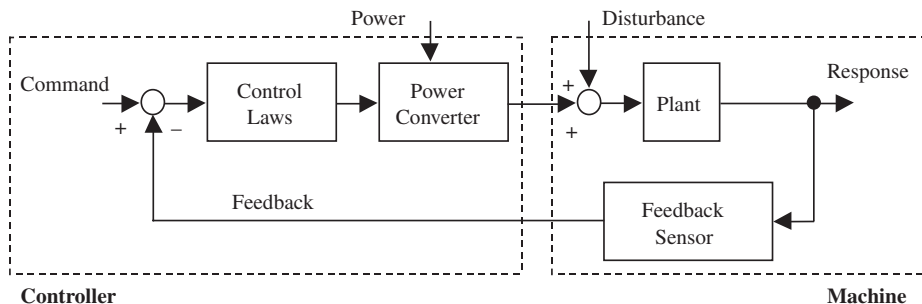 Power
Disturbance
Command
Control
Laws
Power
Converter
Plant
Response
+
−
+
+
Feedback
Feedback
Sensor
Controller
Machine